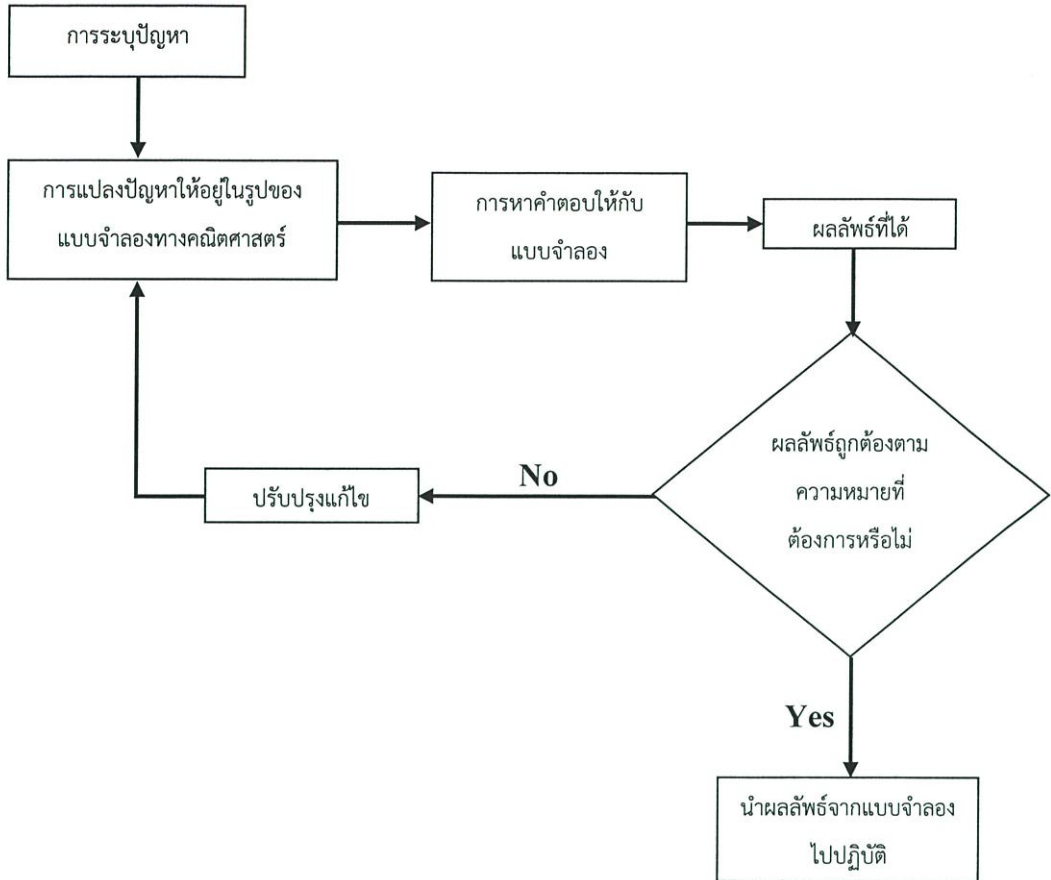 การระบุปัญหา
การแปลงปัญหาให้อยู่ในรูปของ
แบบจำลองทางคณิตศาสตร์
การหาคำตอบให้กับ
แบบจำลอง
ผลลัพธ์ที่ได้
ผลลัพธ์ถูกต้องตาม
ความหมายที่
ต้องการหรือไม่
No
ปรับปรุงแก้ไข
Yes
นำผลลัพธ์จากแบบจำลอง
ไปปฏิบัติ